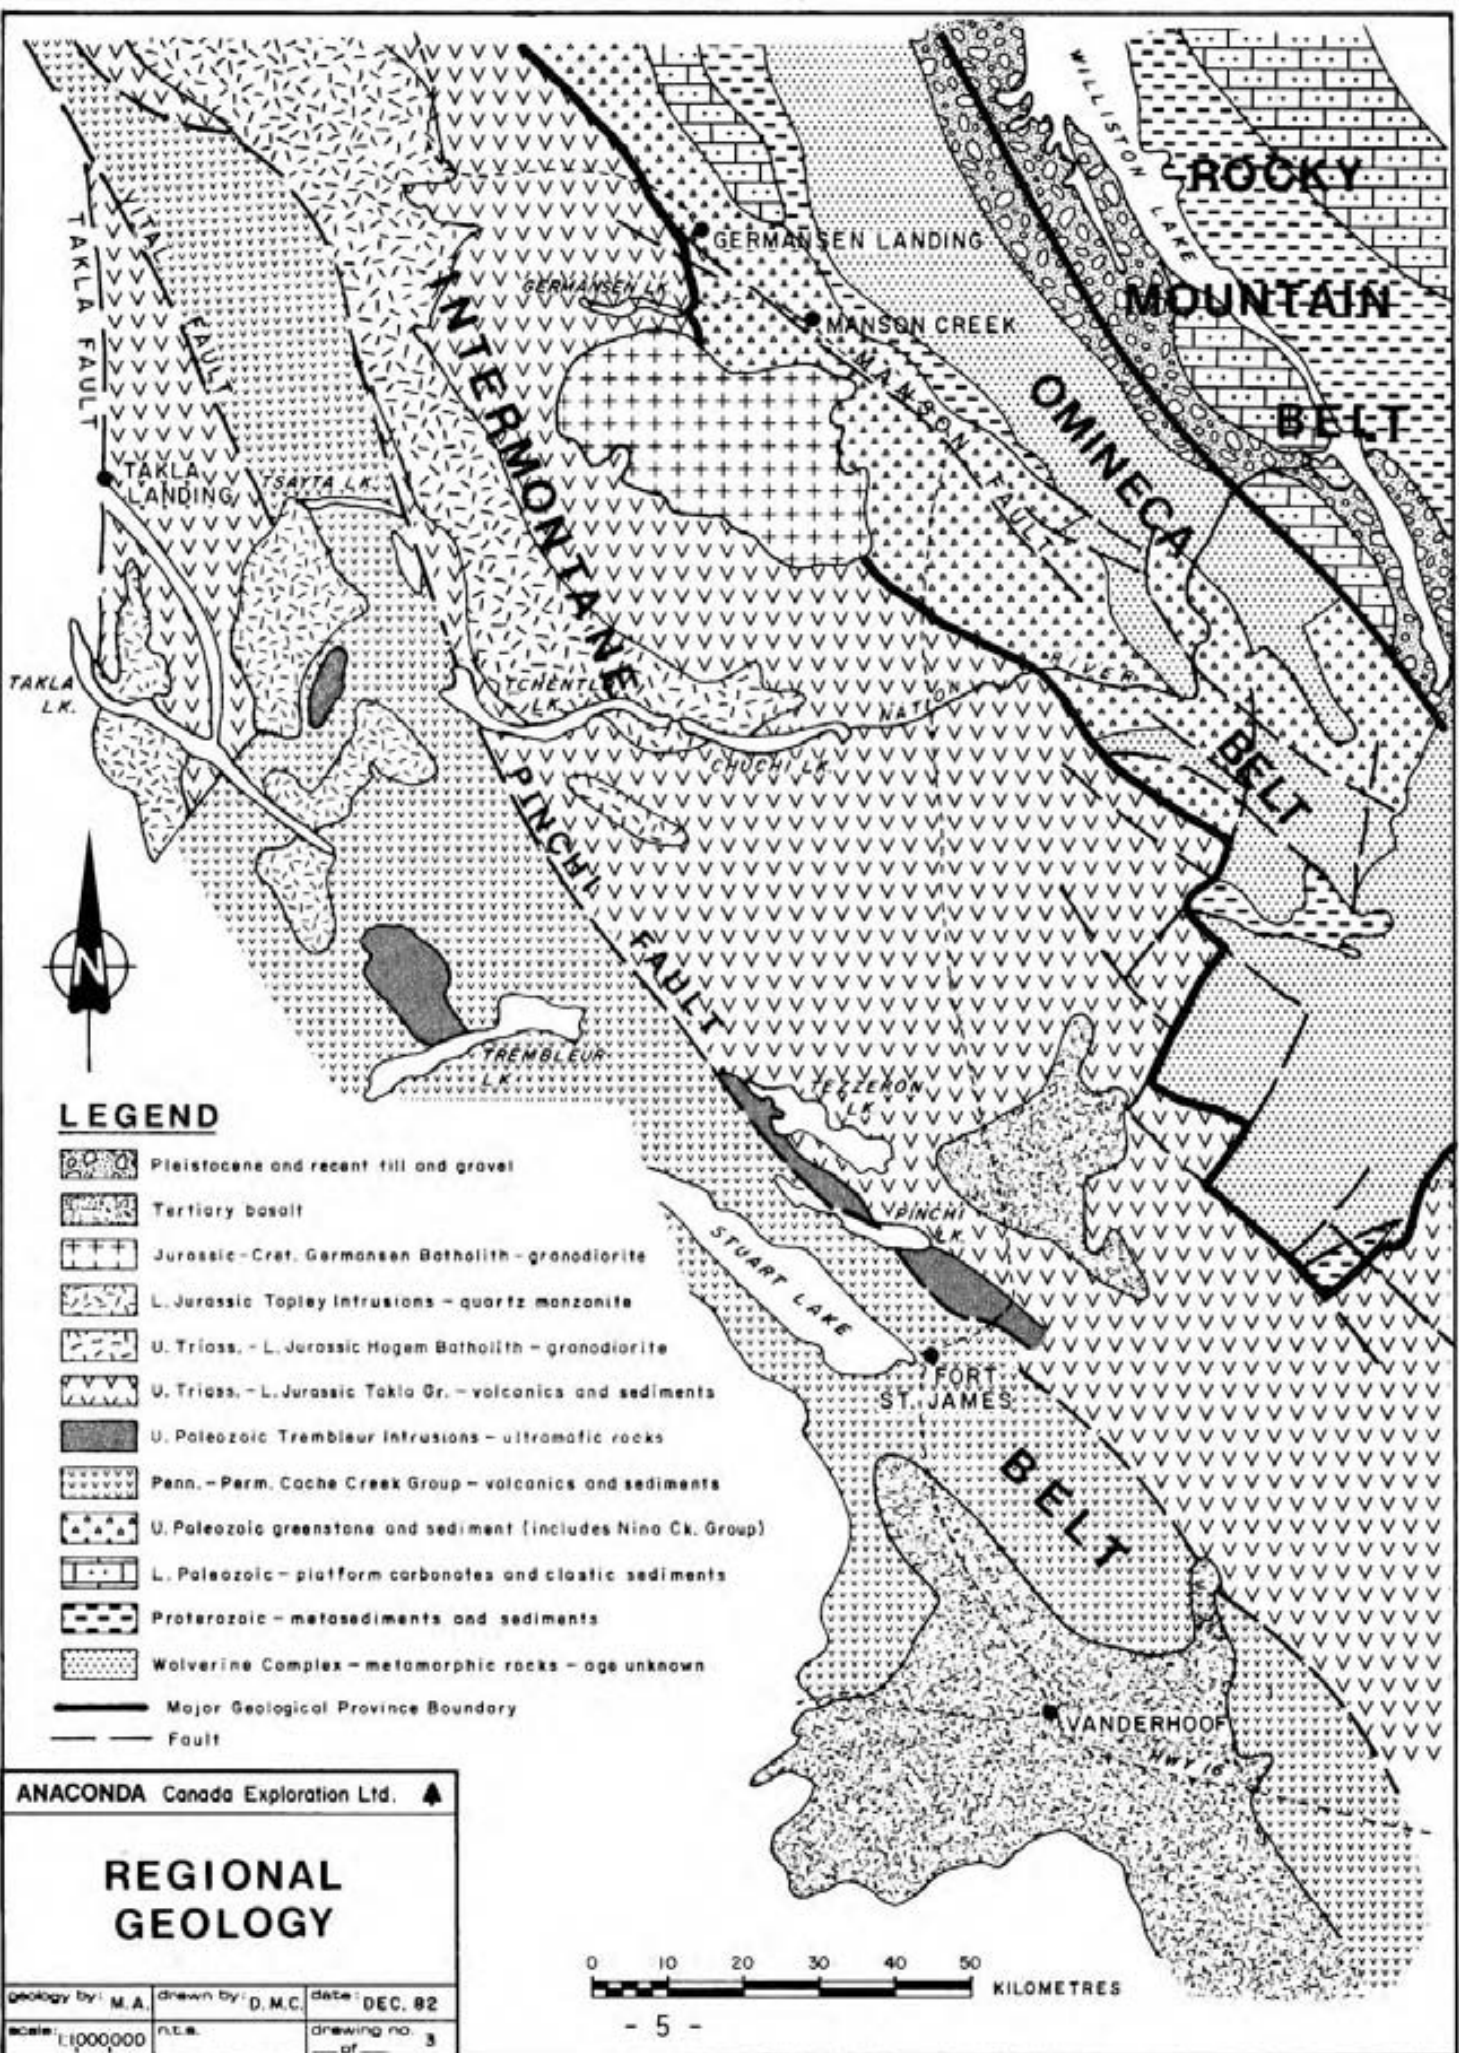 WILLISTON LAKE
ROCKY
MOUNTAIN
BELT
TAKLA FAULT
VITAL FAULT
GERMANSEN LANDING
GERMANSEN LK.
MANSON CREEK
MANSON FAULT
OMINECA
BELT
INTERMONTANE
TAKLA
LANDING
TSAYTA LK.
TAKLA
LK.
TCHENTLO
LK.
NATION RIVER
CHUCHI LK.
PINCHI FAULT
TREMBLEUR
LK.
TEZZERON
LK.
PINCHI
LK.
STUART LAKE
FORT
ST. JAMES
BELT
VANDERHOOF
HWY 16
N
LEGEND
Pleistocene and recent till and gravel
Tertiary basalt
Jurassic-Cret. Germansen Batholith - granodiorite
L. Jurassic Topley Intrusions - quartz monzonite
U. Triass. - L. Jurassic Hogem Batholith - granodiorite
U. Triass. - L. Jurassic Takla Gr. - volcanics and sediments
U. Paleozoic Trembleur Intrusions - ultramafic rocks
Penn. - Perm. Cache Creek Group - volcanics and sediments
U. Paleozoic greenstone and sediment (includes Nina Ck. Group)
L. Paleozoic - platform carbonates and clastic sediments
Proterozoic - metasediments and sediments
Wolverine Complex - metamorphic rocks - age unknown
Major Geological Province Boundary
Fault
ANACONDA Canada Exploration Ltd.
REGIONAL
GEOLOGY
geology by: M.A. drawn by: D.M.C. date: DEC. 82
scale: 1:1000000 n.t.s. drawing no. 3
of
0 10 20 30 40 50
KILOMETRES
- 5 -